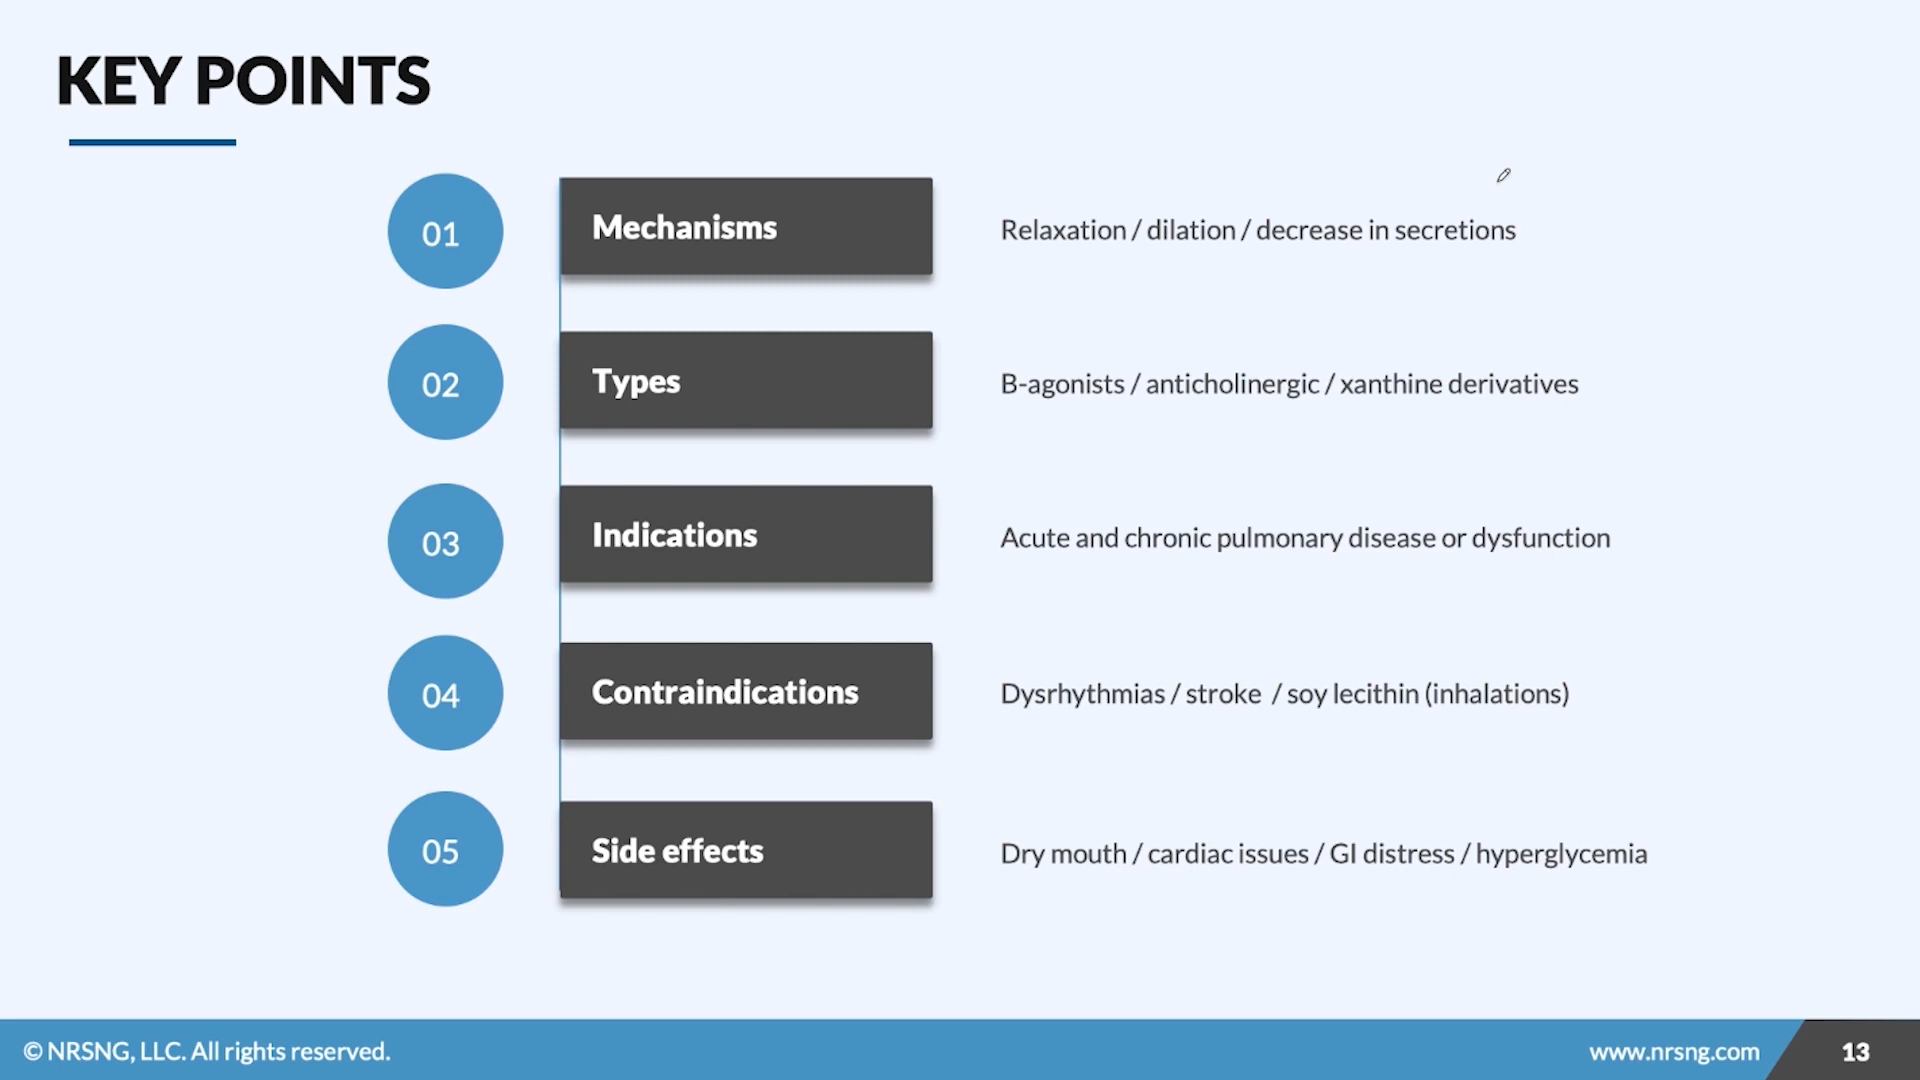 KEY POINTS
01
Mechanisms
Relaxation / dilation / decrease in secretions
02
Types
B-agonists / anticholinergic / xanthine derivatives
03
Indications
Acute and chronic pulmonary disease or dysfunction
04
Contraindications
Dysrhythmias / stroke / soy lecithin (inhalations)
05
Side effects
Dry mouth / cardiac issues / GI distress / hyperglycemia
© NRSNG, LLC. All rights reserved.
www.nrsng.com
13